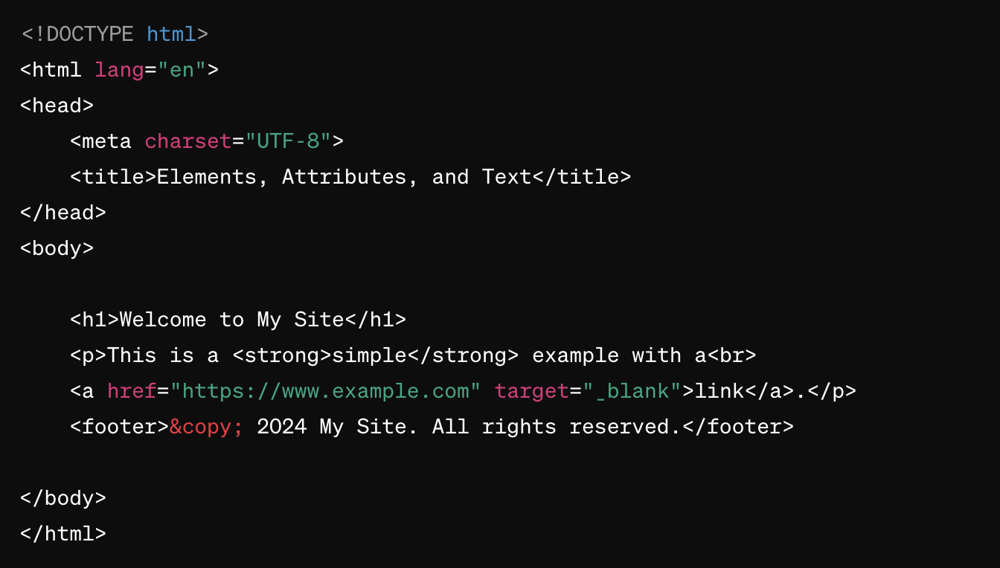 <!DOCTYPE html>
<html lang="en">
<head>
    <meta charset="UTF-8">
    <title>Elements, Attributes, and Text</title>
</head>
<body>

    <h1>Welcome to My Site</h1>
    <p>This is a <strong>simple</strong> example with a<br>
    <a href="https://www.example.com" target="_blank">link</a>.</p>
    <footer>&copy; 2024 My Site. All rights reserved.</footer>

</body>
</html>